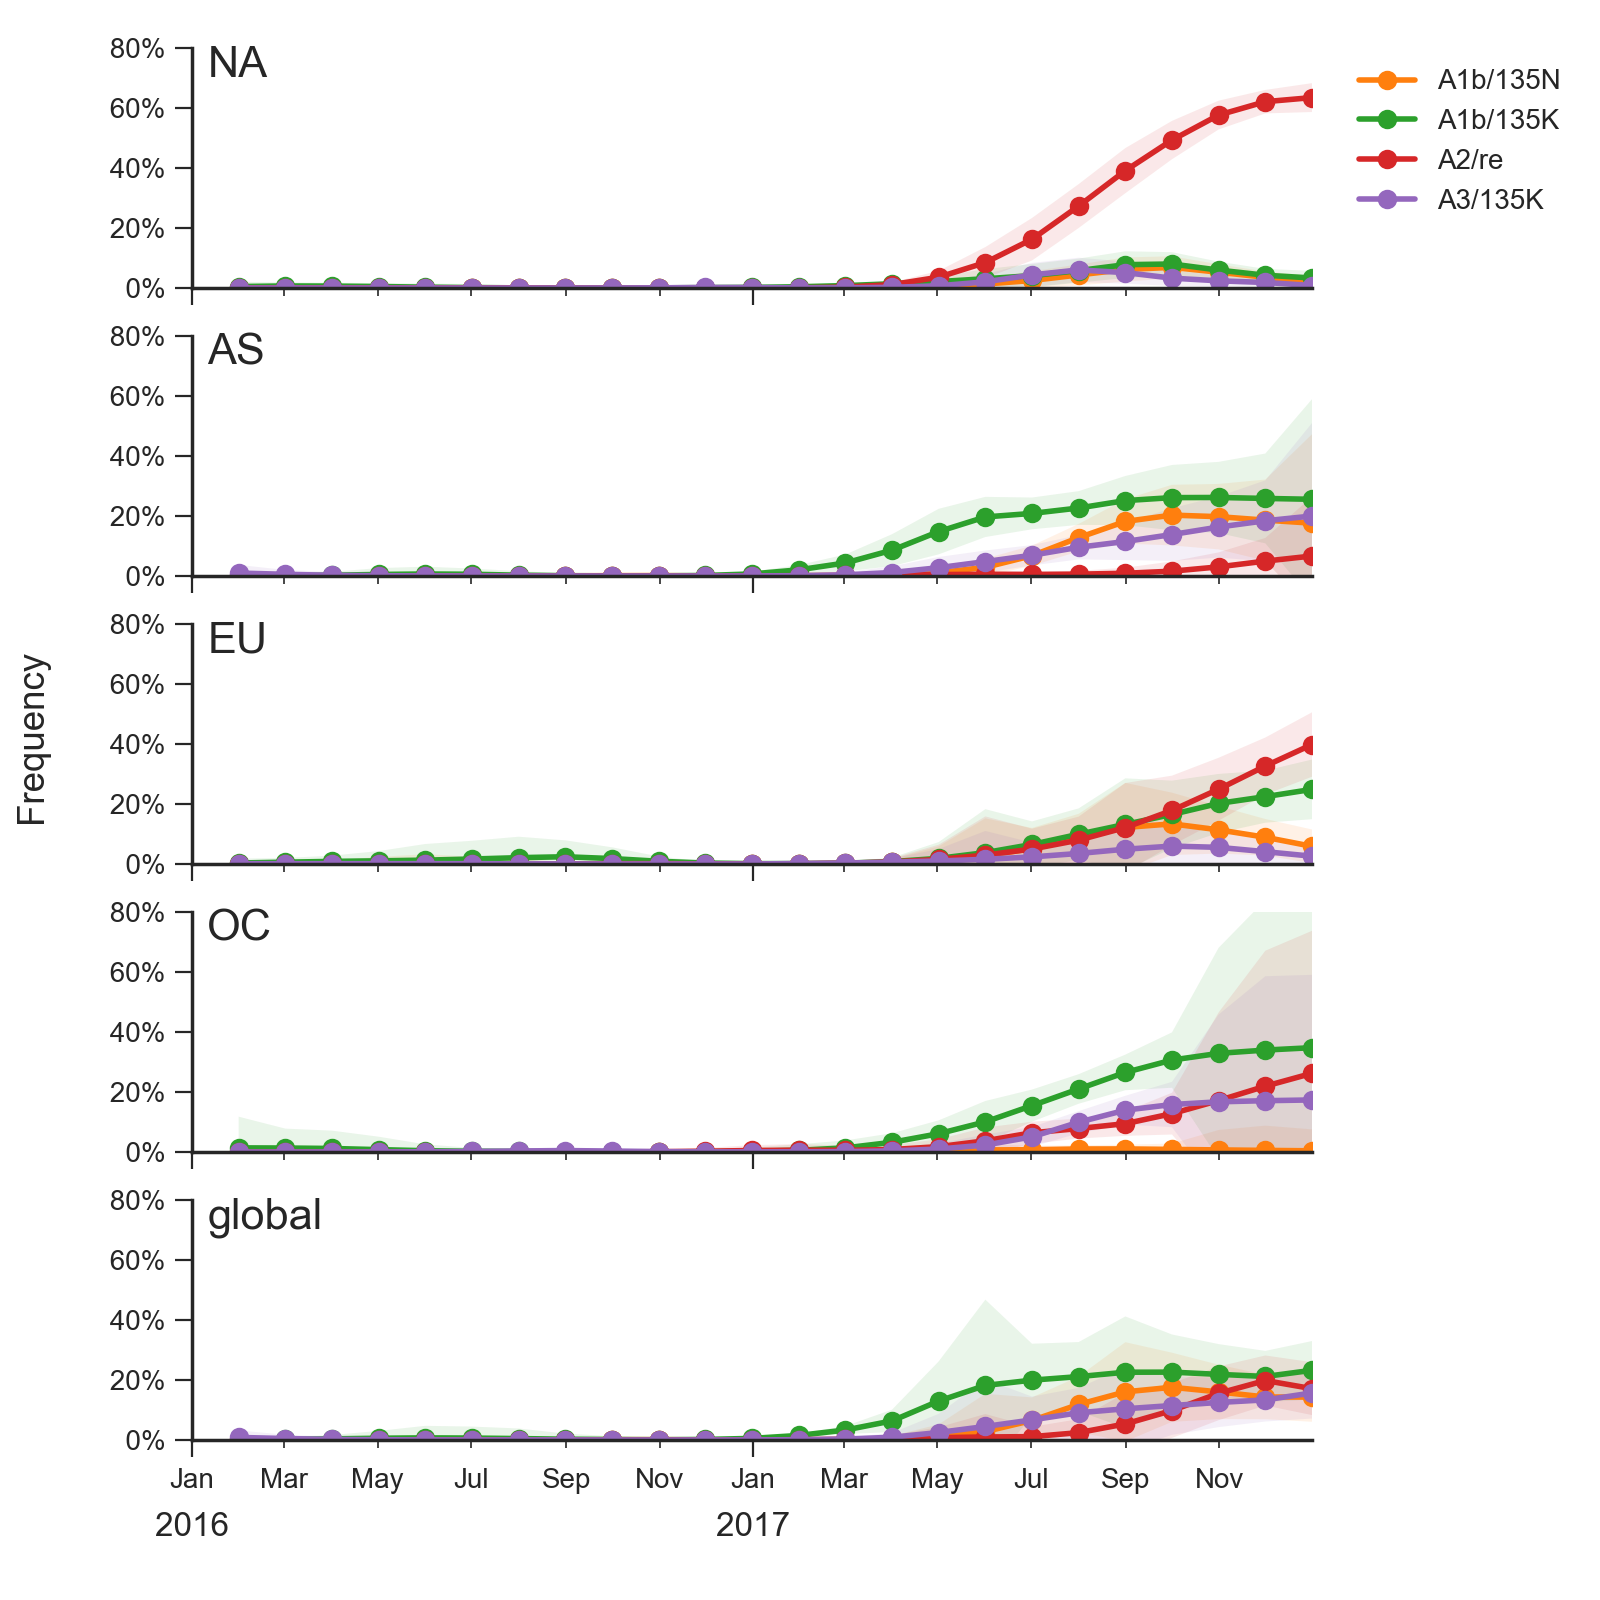 80% NA
60%
40%
20%
0%
A1b/135N
A1b/135K
A2/re
A3/135K
80% AS
60%
40%
20%
0%
80% EU
60%
40%
20%
0%
Frequency
80% OC
60%
40%
20%
0%
80% global
60%
40%
20%
0%
Jan Mar May Jul Sep Nov Jan Mar May Jul Sep Nov
2016 2017